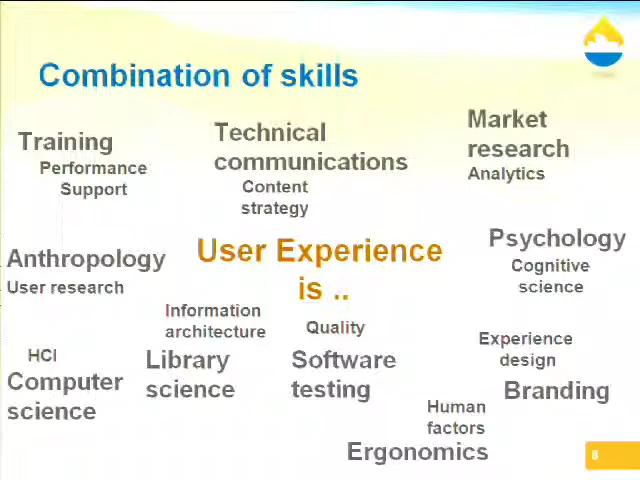 Combination of skills
Training
Performance
Support
Technical
communications
Content
strategy
Market
research
Analytics
Anthropology
User research
User Experience
is ..
Psychology
Cognitive
science
Information
architecture
Library
science
Quality
Software
testing
Experience
design
Branding
HCI
Computer
science
Human
factors
Ergonomics
8